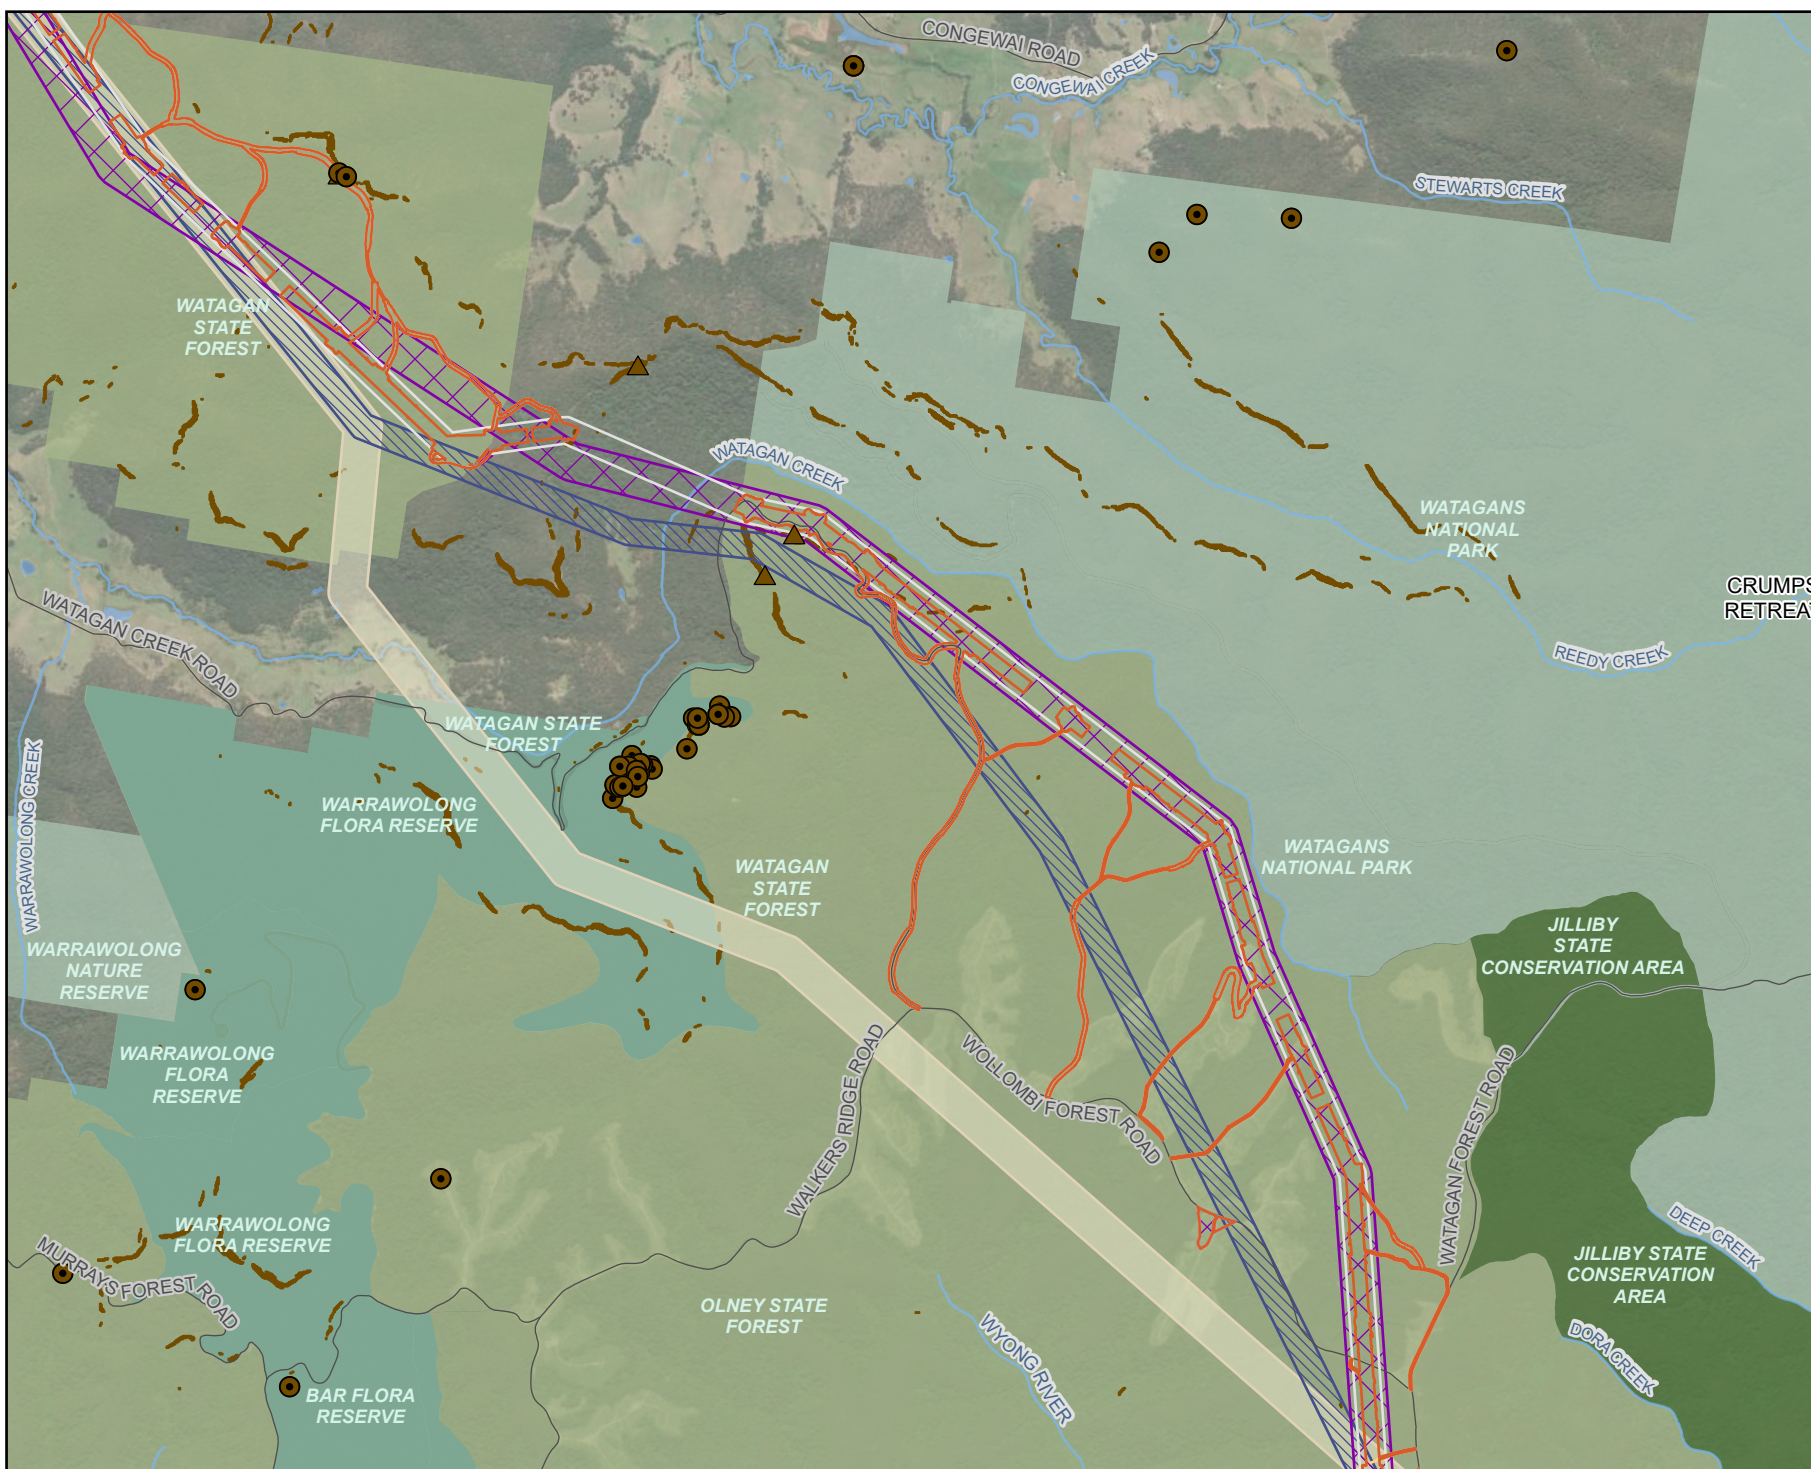 CONGEWAI ROAD
CONGEWAI CREEK
STEWARTS CREEK
WATAGAN
STATE
FOREST
WATAGAN CREEK
WATAGANS
NATIONAL
PARK
CRUMPS
WATAGAN CREEK ROAD
REEDY CREEK
WATAGAN STATE
FOREST
WARRAWOLONG CREEK
WARRAWOLONG
FLORA RESERVE
WATAGAN
STATE
FOREST
WATAGANS
NATIONAL PARK
JILLIBY
STATE
CONSERVATION AREA
WARRAWOLONG
NATURE
RESERVE
WARRAWOLONG
FLORA
RESERVE
WALKERS RIDGE ROAD
WOLLOMBI FOREST ROAD
WATAGAN FOREST ROAD
WARRAWOLONG
FLORA RESERVE
MURRAYS FOREST ROAD
DEEP CREEK
JILLIBY STATE
CONSERVATION
AREA
OLNEY STATE
FOREST
WYONG RIVER
DORA CREEK
BAR FLORA
RESERVE